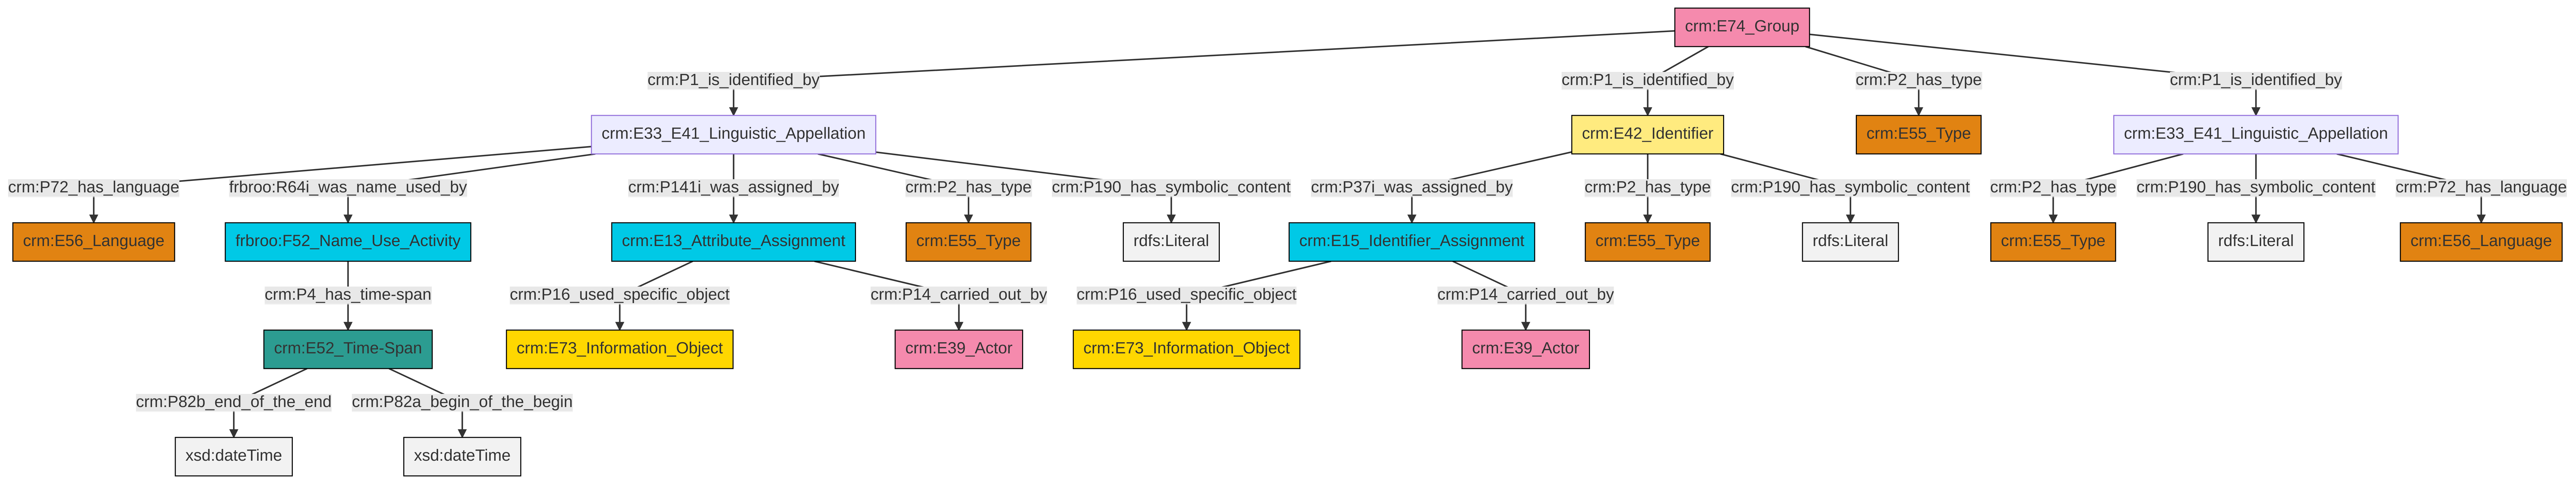 crm:E74_Group
crm:P1_is_identified_by crm:P1_is_identified_by crm:P2_has_type crm:P1_is_identified_by
crm:E33_E41_Linguistic_Appellation crm:E42_Identifier crm:E55_Type crm:E33_E41_Linguistic_Appellation
crm:P72_has_language frbroo:R64i_was_name_used_by crm:P141i_was_assigned_by crm:P2_has_type crm:P190_has_symbolic_content crm:P37i_was_assigned_by crm:P2_has_type crm:P190_has_symbolic_content crm:P2_has_type crm:P190_has_symbolic_content crm:P72_has_language
crm:E56_Language frbroo:F52_Name_Use_Activity crm:E13_Attribute_Assignment crm:E55_Type rdfs:Literal crm:E15_Identifier_Assignment crm:E55_Type rdfs:Literal crm:E55_Type rdfs:Literal crm:E56_Language
crm:P4_has_time-span crm:P16_used_specific_object crm:P14_carried_out_by crm:P16_used_specific_object crm:P14_carried_out_by
crm:E52_Time-Span crm:E73_Information_Object crm:E39_Actor crm:E73_Information_Object crm:E39_Actor
crm:P82b_end_of_the_end crm:P82a_begin_of_the_begin
xsd:dateTime xsd:dateTime